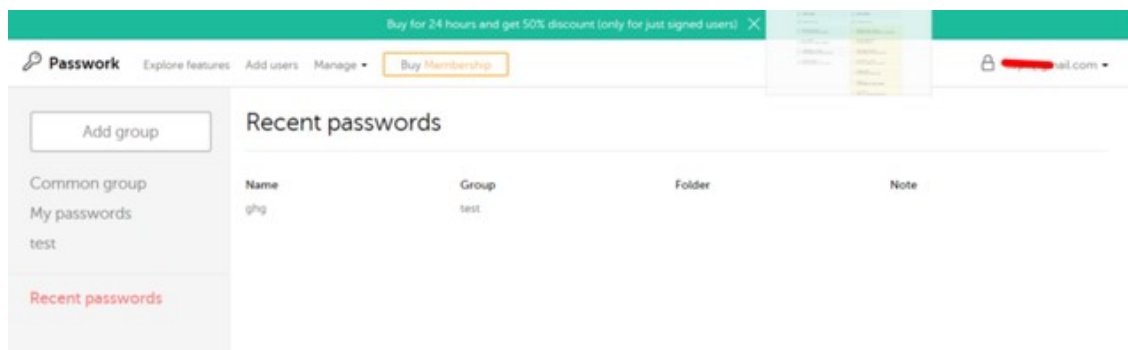 Buy for 24 hours and get 50% discount (only for just signed users)
Passwork Explore features Add users Manage Buy Membership ail.com
Add group
Recent passwords
Common group
My passwords
test
Recent passwords
Name Group Folder Note
ghg test